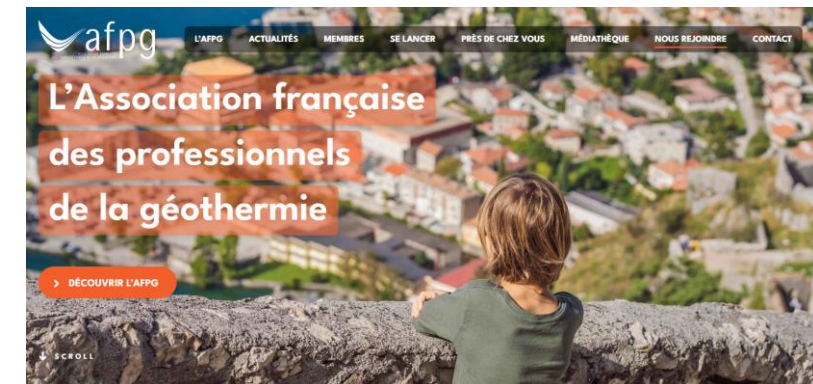 afpg
L'AFPG
ACTUALITÉS
MEMBRES
SE LANCER
PRÈS DE CHEZ VOUS
MÉDIATHÈQUE
NOUS REJOINDRE
CONTACT
L'Association française
des professionnels
de la géothermie
> DÉCOUVRIR L'AFPG
SCROLL